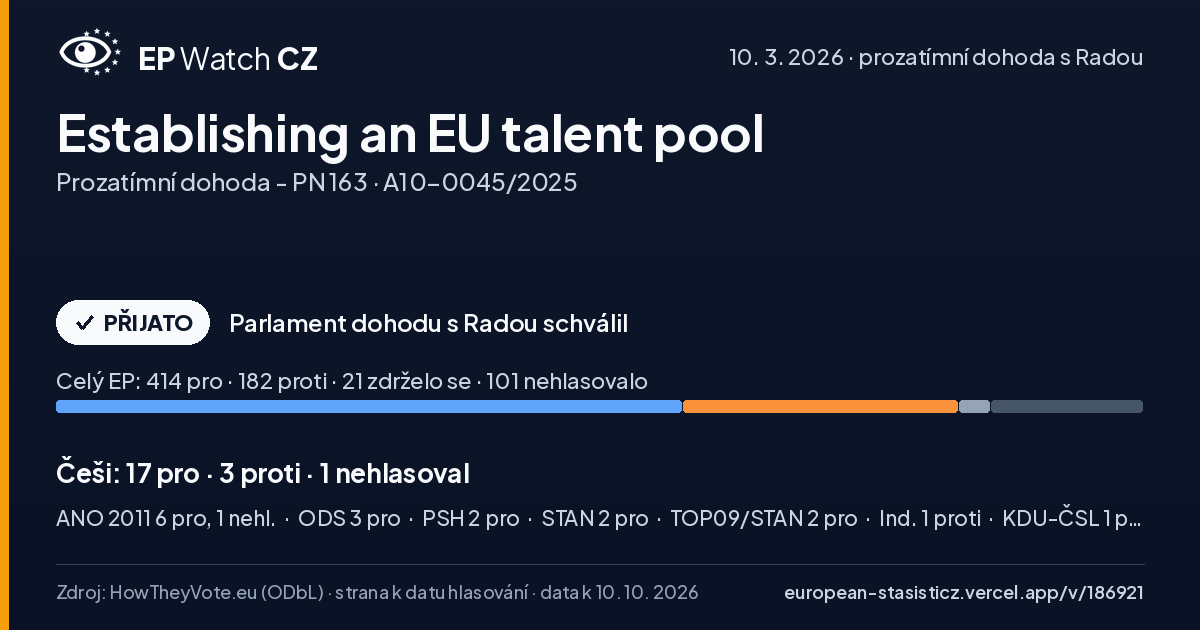 EP Watch CZ
10. 3. 2026 · prozatímní dohoda s Radou
Establishing an EU talent pool
Prozatímní dohoda - PN 163 · A10–0045/2025
✓ PŘIJATO Parlament dohodu s Radou schválil
Celý EP: 414 pro · 182 proti · 21 zdrželo se · 101 nehlasovalo
Češi: 17 pro · 3 proti · 1 nehlasoval
ANO 2011 6 pro, 1 nehl. · ODS 3 pro · PSH 2 pro · STAN 2 pro · TOP09/STAN 2 pro · Ind. 1 proti · KDU-ČSL 1 p…
Zdroj: HowTheyVote.eu (ODbL) · strana k datu hlasování · data k 10. 10. 2026
european-stasisticz.vercel.app/v/186921